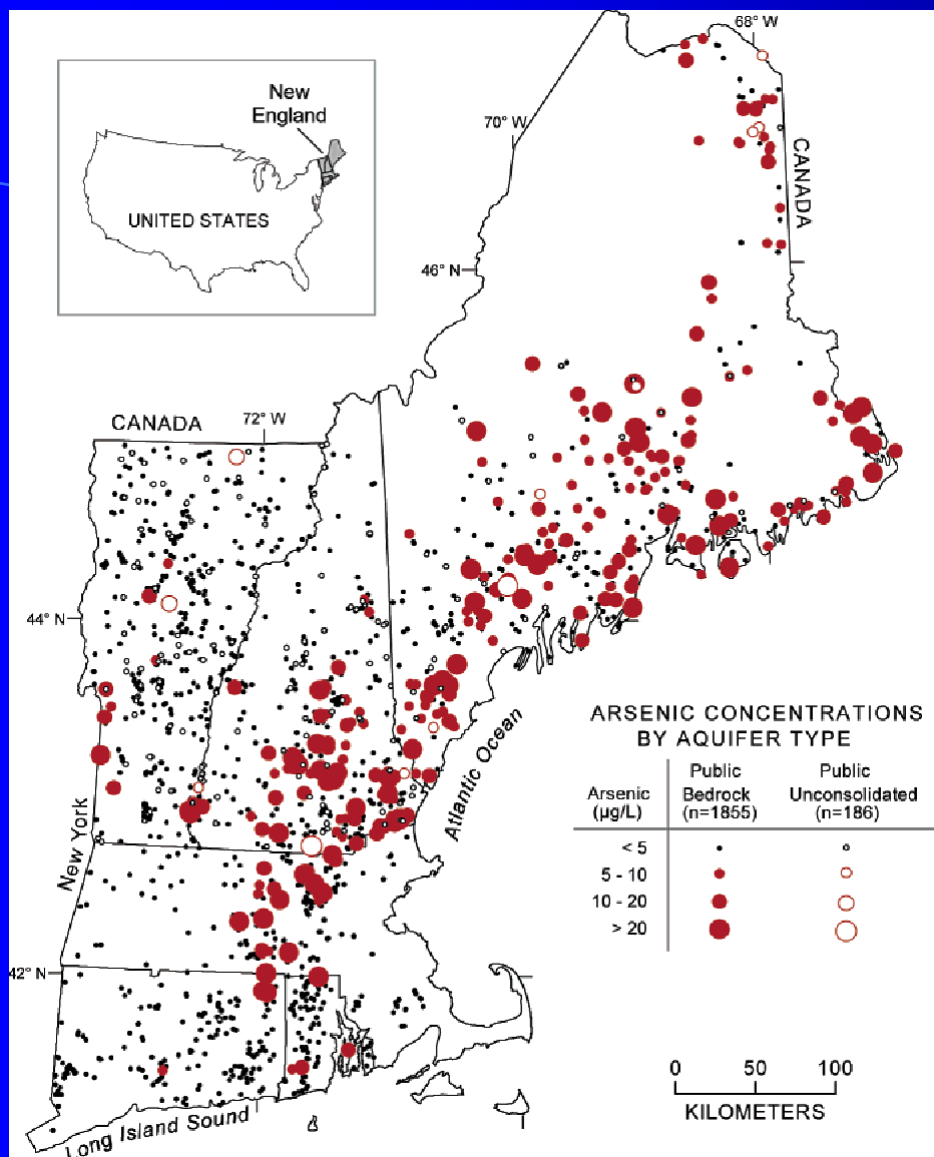 68° W
New
England
70° W
CANADA
UNITED STATES
46° N
CANADA
72° W
44° N
ARSENIC CONCENTRATIONS
BY AQUIFER TYPE
Atlantic Ocean
Arsenic
(µg/L)
Public
Bedrock
(n=1855)
Public
Unconsolidated
(n=186)
< 5
5 - 10
10 - 20
> 20
New York
42° N
0 50 100
KILOMETERS
Long Island Sound